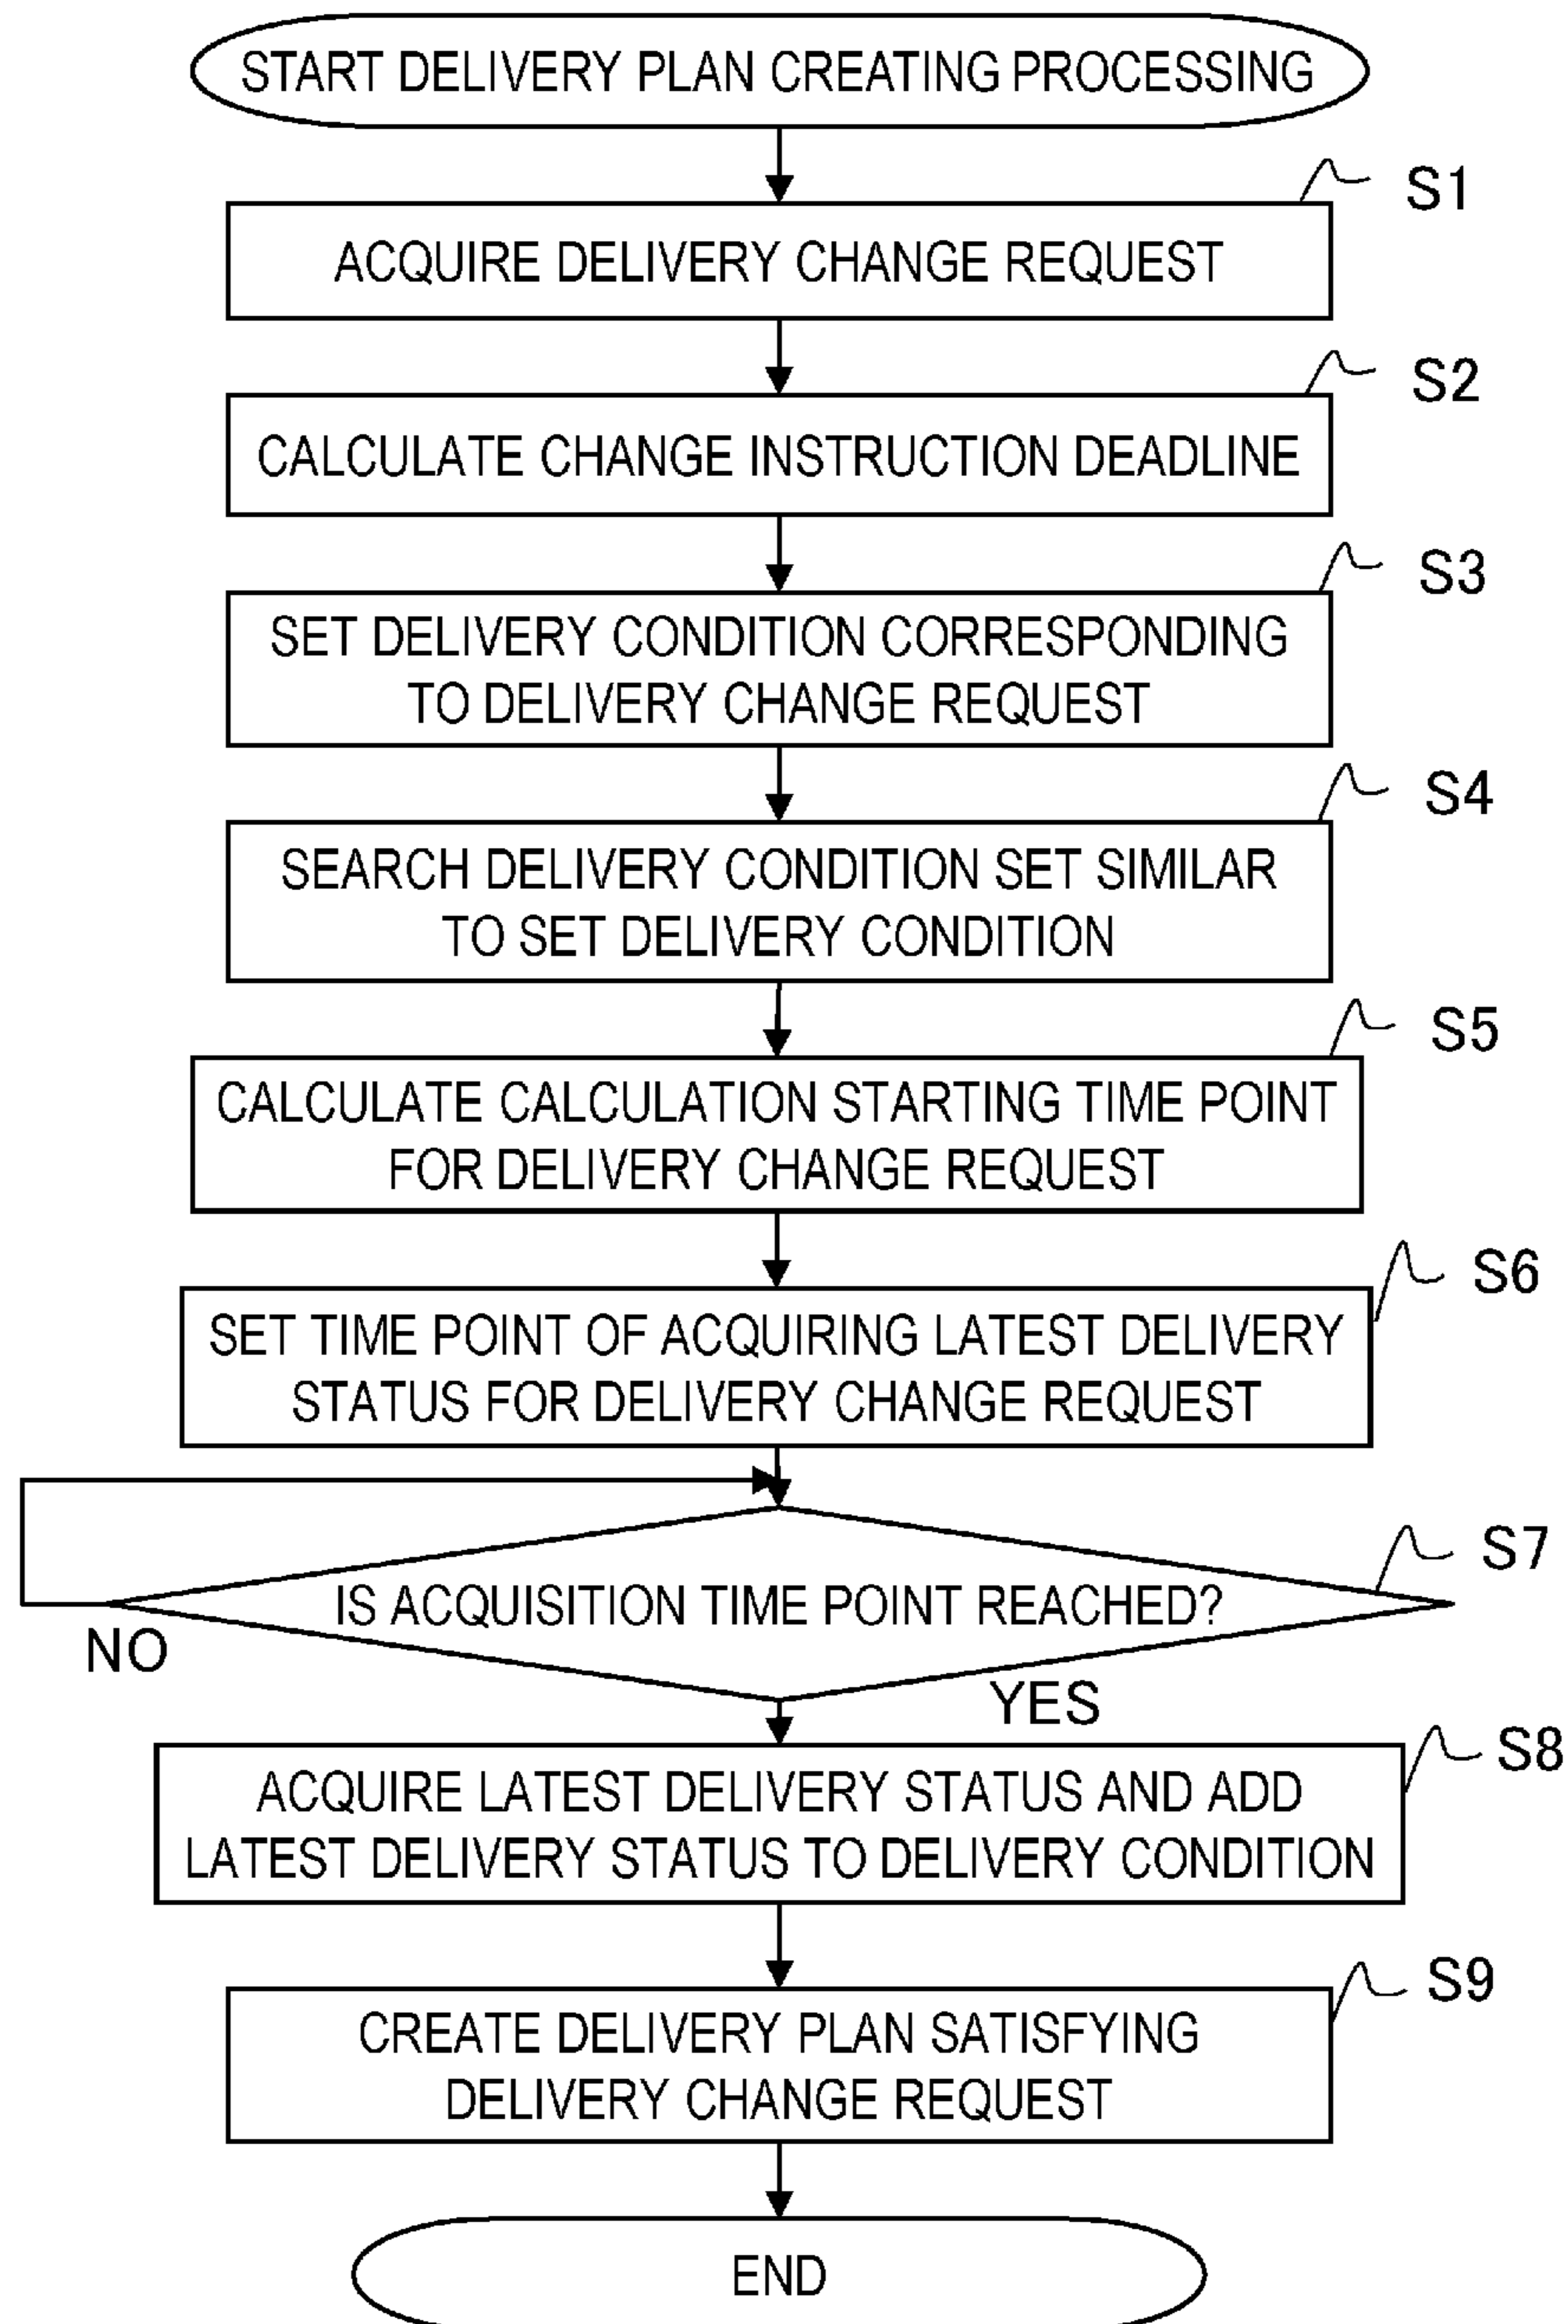 START DELIVERY PLAN CREATING PROCESSING
S1
ACQUIRE DELIVERY CHANGE REQUEST
S2
CALCULATE CHANGE INSTRUCTION DEADLINE
S3
SET DELIVERY CONDITION CORRESPONDING
TO DELIVERY CHANGE REQUEST
S4
SEARCH DELIVERY CONDITION SET SIMILAR
TO SET DELIVERY CONDITION
S5
CALCULATE CALCULATION STARTING TIME POINT
FOR DELIVERY CHANGE REQUEST
S6
SET TIME POINT OF ACQUIRING LATEST DELIVERY
STATUS FOR DELIVERY CHANGE REQUEST
S7
IS ACQUISITION TIME POINT REACHED?
NO
YES
S8
ACQUIRE LATEST DELIVERY STATUS AND ADD
LATEST DELIVERY STATUS TO DELIVERY CONDITION
S9
CREATE DELIVERY PLAN SATISFYING
DELIVERY CHANGE REQUEST
END